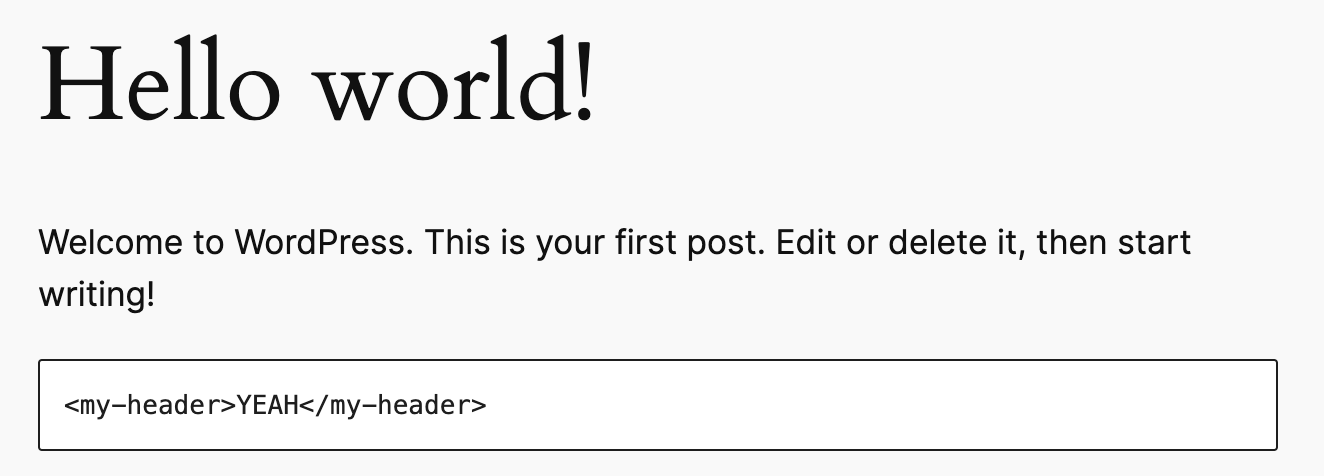 Hello world!
Welcome to WordPress. This is your first post. Edit or delete it, then start
writing!
<my-header>YEAH</my-header>